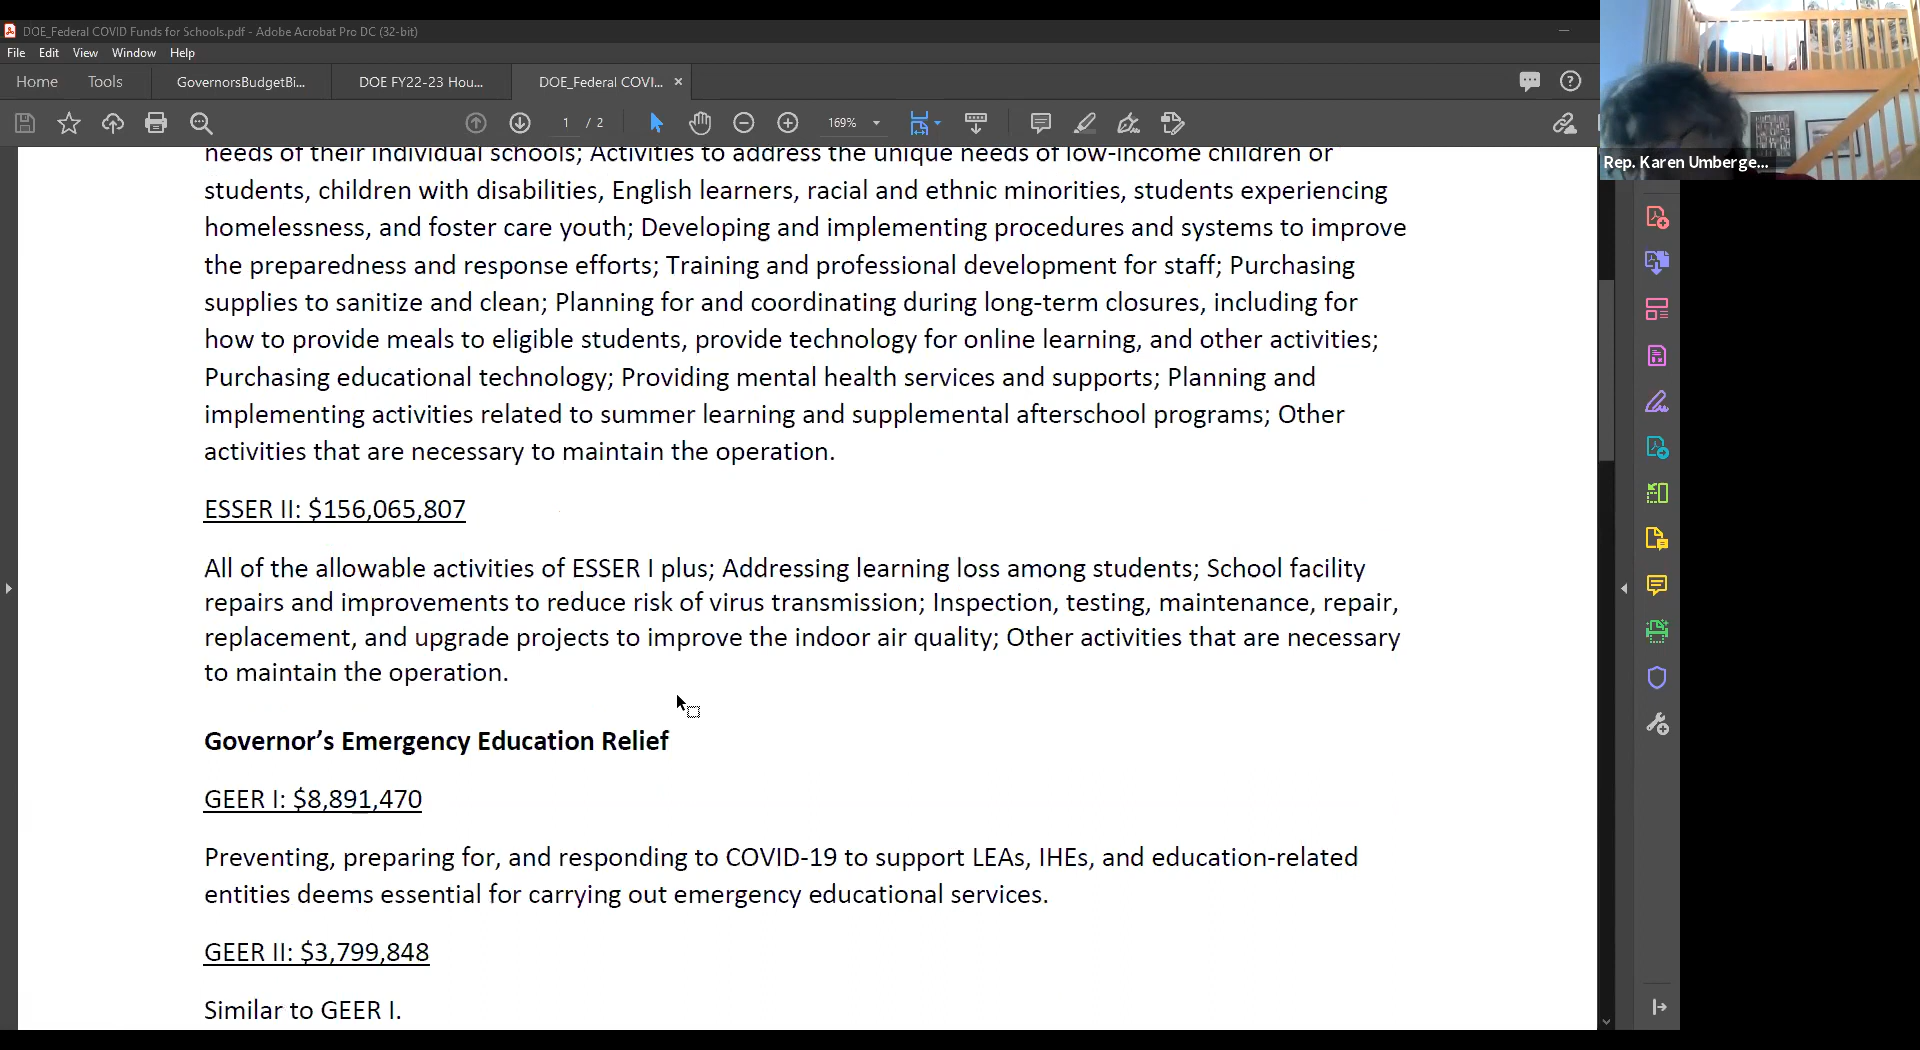 DOE_Federal COVID Funds for Schools.pdf - Adobe Acrobat Pro DC (32-bit)
File Edit View Window Help
Home Tools GovernorsBudgetBi... DOE FY22-23 Hou... DOE_Federal COVI... ×
1 / 2 169%
Rep. Karen Umberge...
needs of their individual schools; Activities to address the unique needs of low-income children or
students, children with disabilities, English learners, racial and ethnic minorities, students experiencing
homelessness, and foster care youth; Developing and implementing procedures and systems to improve
the preparedness and response efforts; Training and professional development for staff; Purchasing
supplies to sanitize and clean; Planning for and coordinating during long-term closures, including for
how to provide meals to eligible students, provide technology for online learning, and other activities;
Purchasing educational technology; Providing mental health services and supports; Planning and
implementing activities related to summer learning and supplemental afterschool programs; Other
activities that are necessary to maintain the operation.
ESSER II: $156,065,807
All of the allowable activities of ESSER I plus; Addressing learning loss among students; School facility
repairs and improvements to reduce risk of virus transmission; Inspection, testing, maintenance, repair,
replacement, and upgrade projects to improve the indoor air quality; Other activities that are necessary
to maintain the operation.
Governor’s Emergency Education Relief
GEER I: $8,891,470
Preventing, preparing for, and responding to COVID-19 to support LEAs, IHEs, and education-related
entities deems essential for carrying out emergency educational services.
GEER II: $3,799,848
Similar to GEER I.